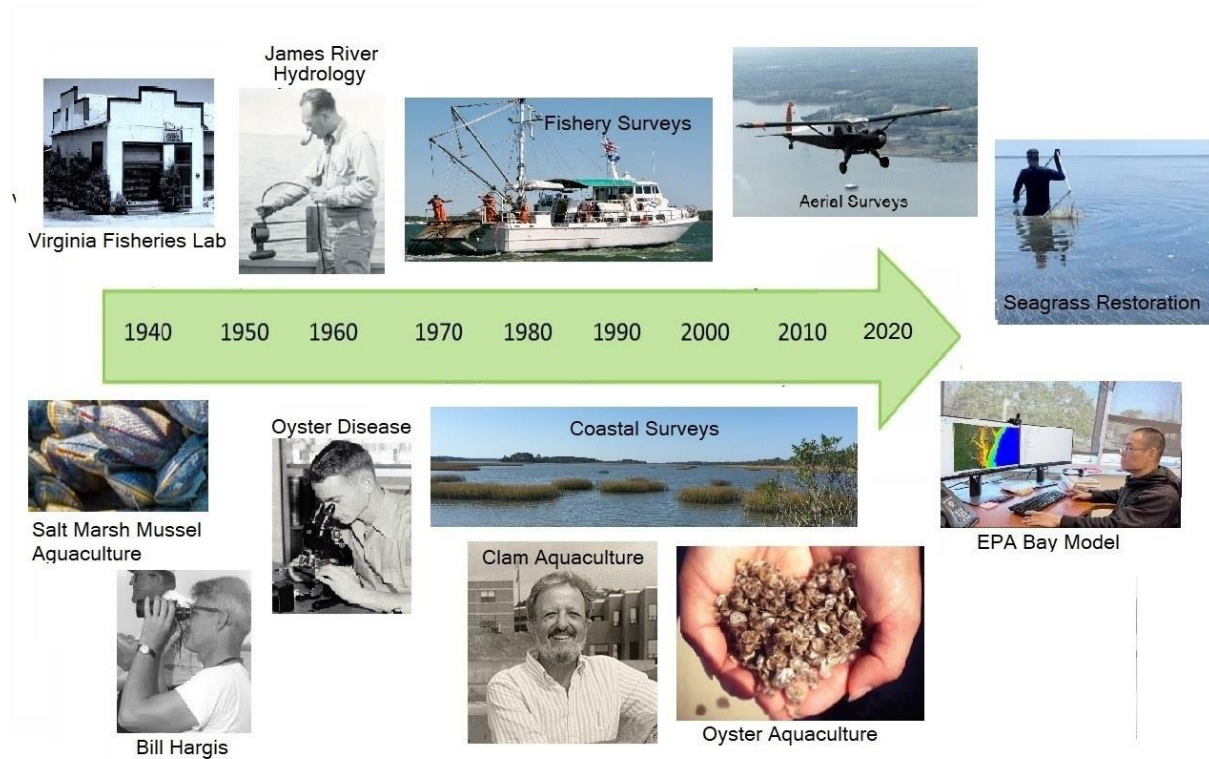 James River
Hydrology
Fishery Surveys
Aerial Surveys
Virginia Fisheries Lab
Seagrass Restoration
1940 1950 1960 1970 1980 1990 2000 2010 2020
Oyster Disease
Coastal Surveys
Salt Marsh Mussel
Aquaculture
EPA Bay Model
Clam Aquaculture
Oyster Aquaculture
Bill Hargis